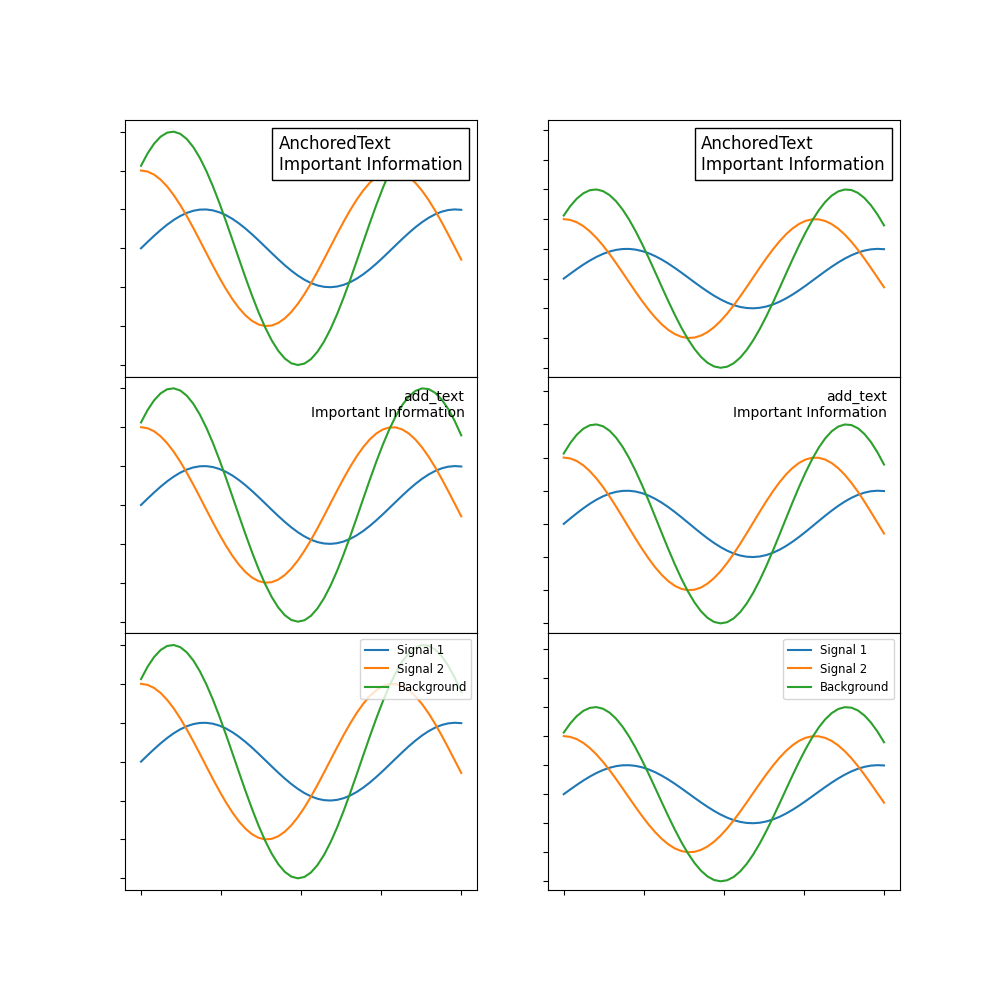 AnchoredText
Important Information
AnchoredText
Important Information
add_text
Important Information
add_text
Important Information
Signal 1
Signal 2
Background
Signal 1
Signal 2
Background